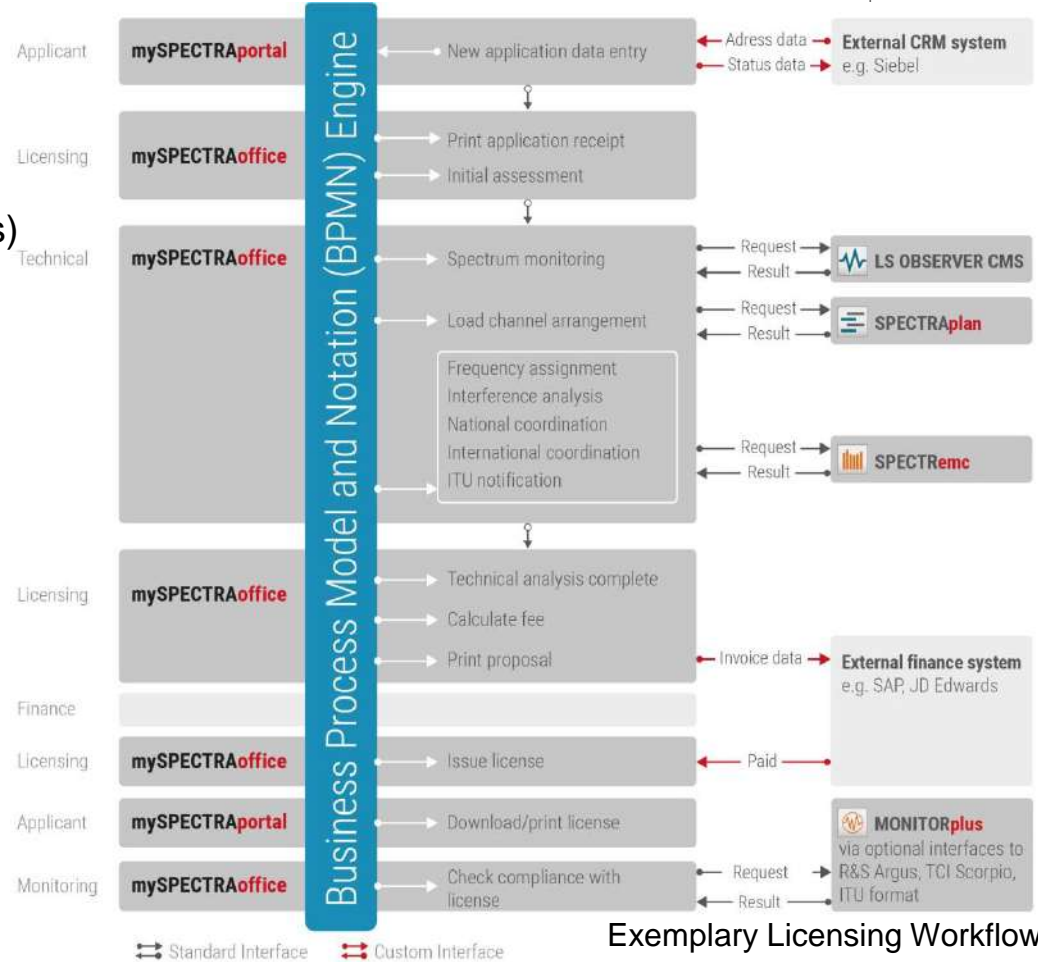 Applicant
mySPECTRAportal
New application data entry
Adress data
Status data
External CRM system
e.g. Siebel
Licensing
mySPECTRAoffice
Print application receipt
Initial assessment
s)
Technical
mySPECTRAoffice
Spectrum monitoring
Request
Result
LS OBSERVER CMS
Load channel arrangement
Request
Result
SPECTRAplan
Frequency assignment
Interference analysis
National coordination
International coordination
ITU notification
Request
Result
SPECTRemc
Business Process Model and Notation (BPMN) Engine
Licensing
mySPECTRAoffice
Technical analysis complete
Calculate fee
Print proposal
Invoice data
External finance system
e.g. SAP, JD Edwards
Finance
Licensing
mySPECTRAoffice
Issue license
Paid
Applicant
mySPECTRAportal
Download/print license
Monitoring
mySPECTRAoffice
Check compliance with
license
Request
Result
MONITORplus
via optional interfaces to
R&S Argus, TCI Scorpio,
ITU format
Standard Interface
Custom Interface
Exemplary Licensing Workflow